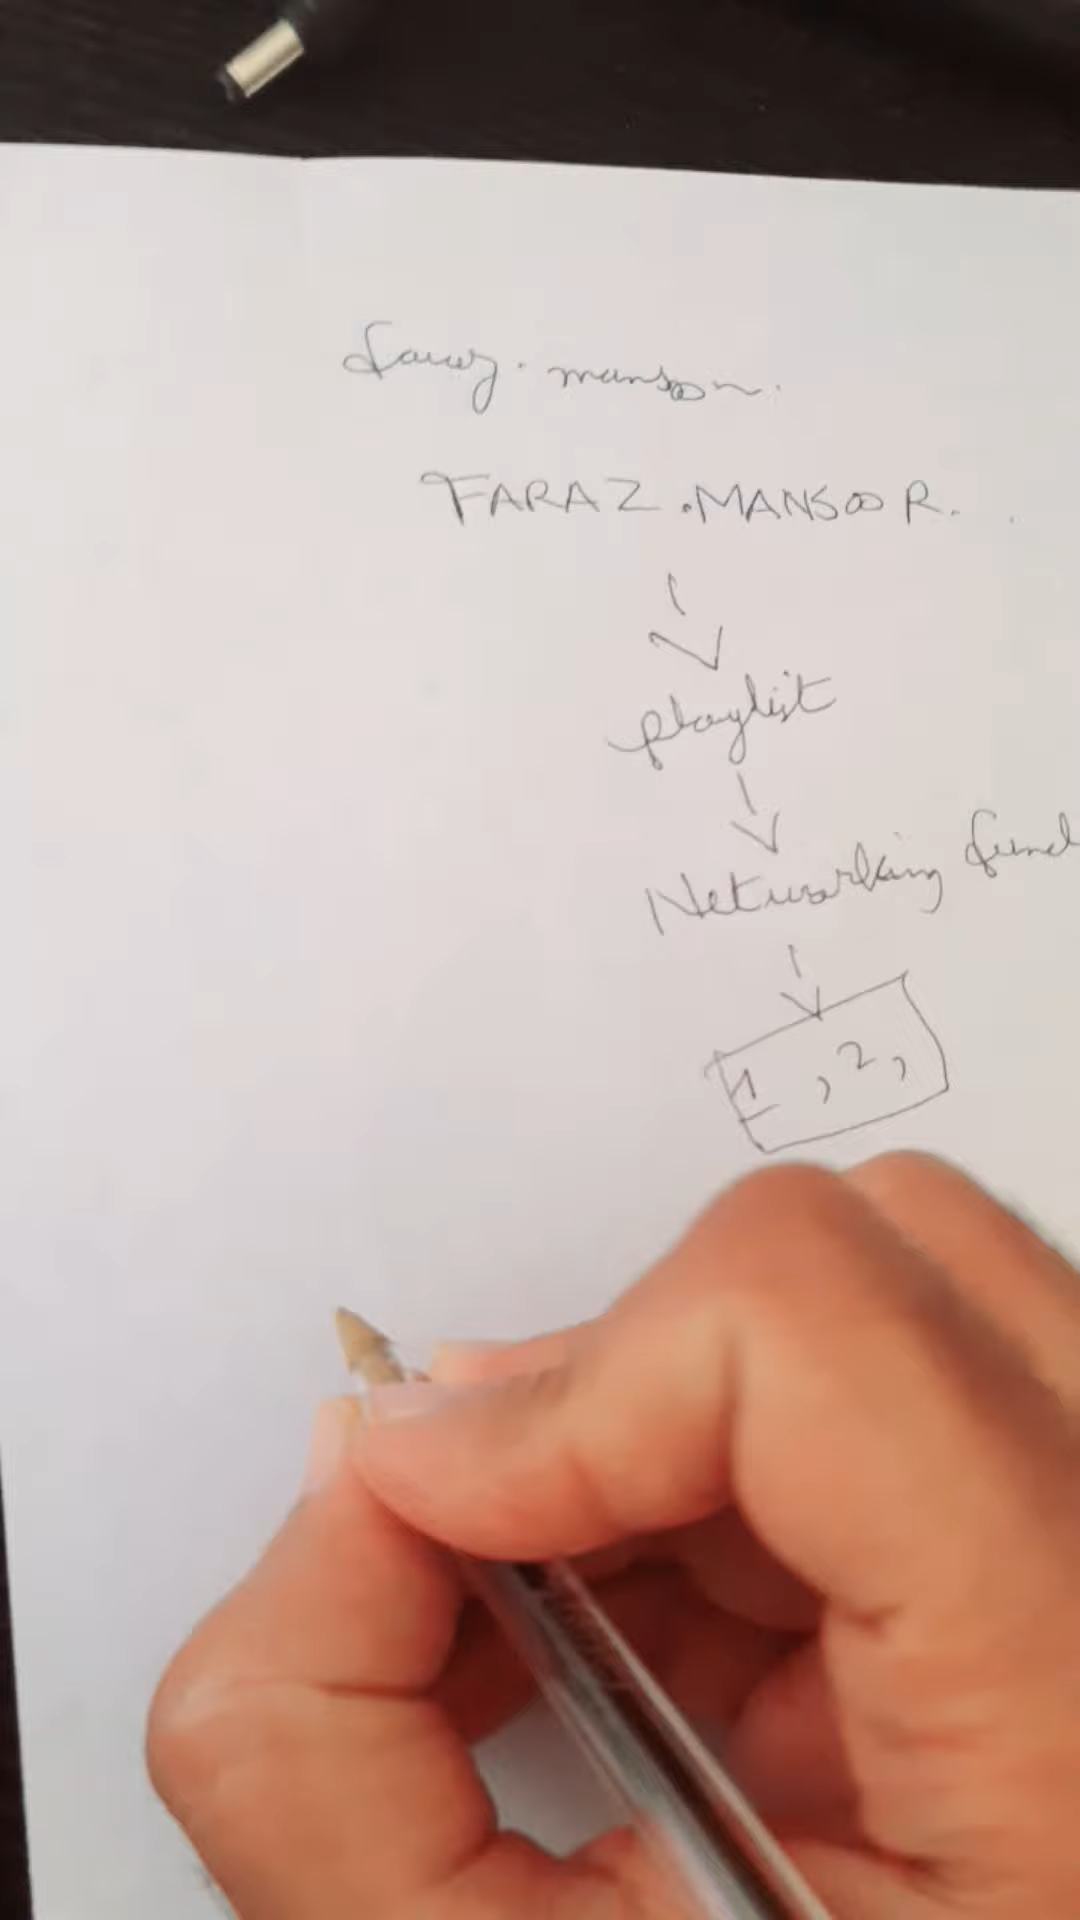 faraz. mansoor.
FARAZ.MANSOOR.
playlist
Networking fund
1, 2,